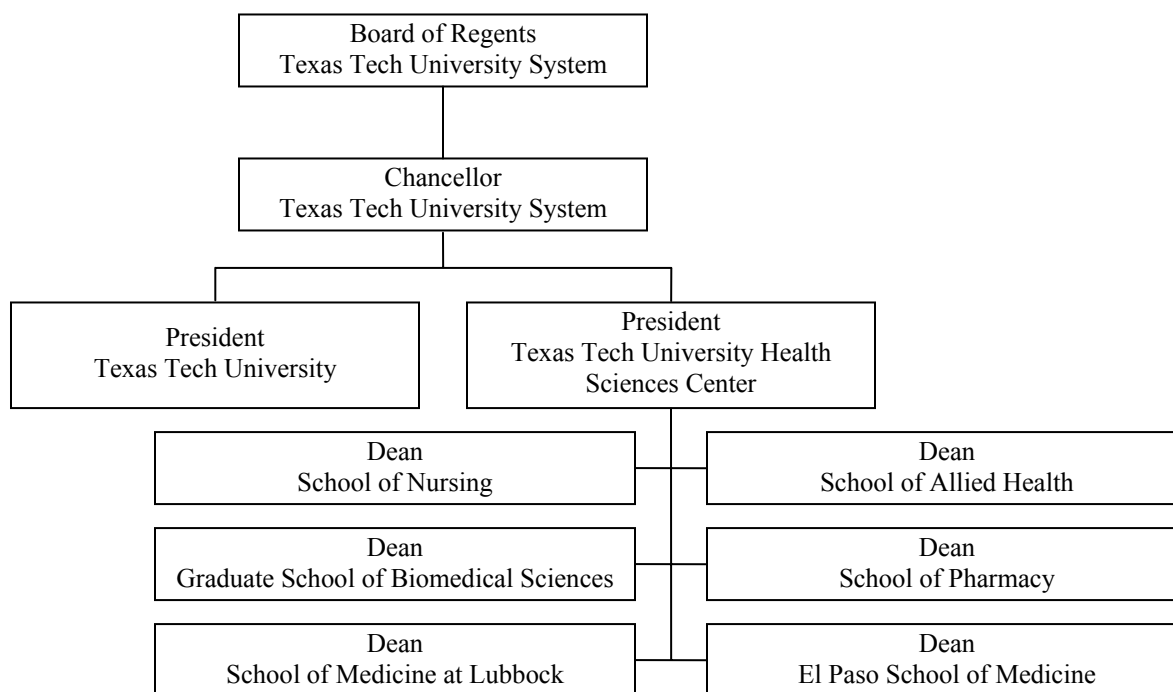 Board of Regents
Texas Tech University System
Chancellor
Texas Tech University System
President
Texas Tech University
President
Texas Tech University Health
Sciences Center
Dean
School of Nursing
Dean
School of Allied Health
Dean
Graduate School of Biomedical Sciences
Dean
School of Pharmacy
Dean
School of Medicine at Lubbock
Dean
El Paso School of Medicine